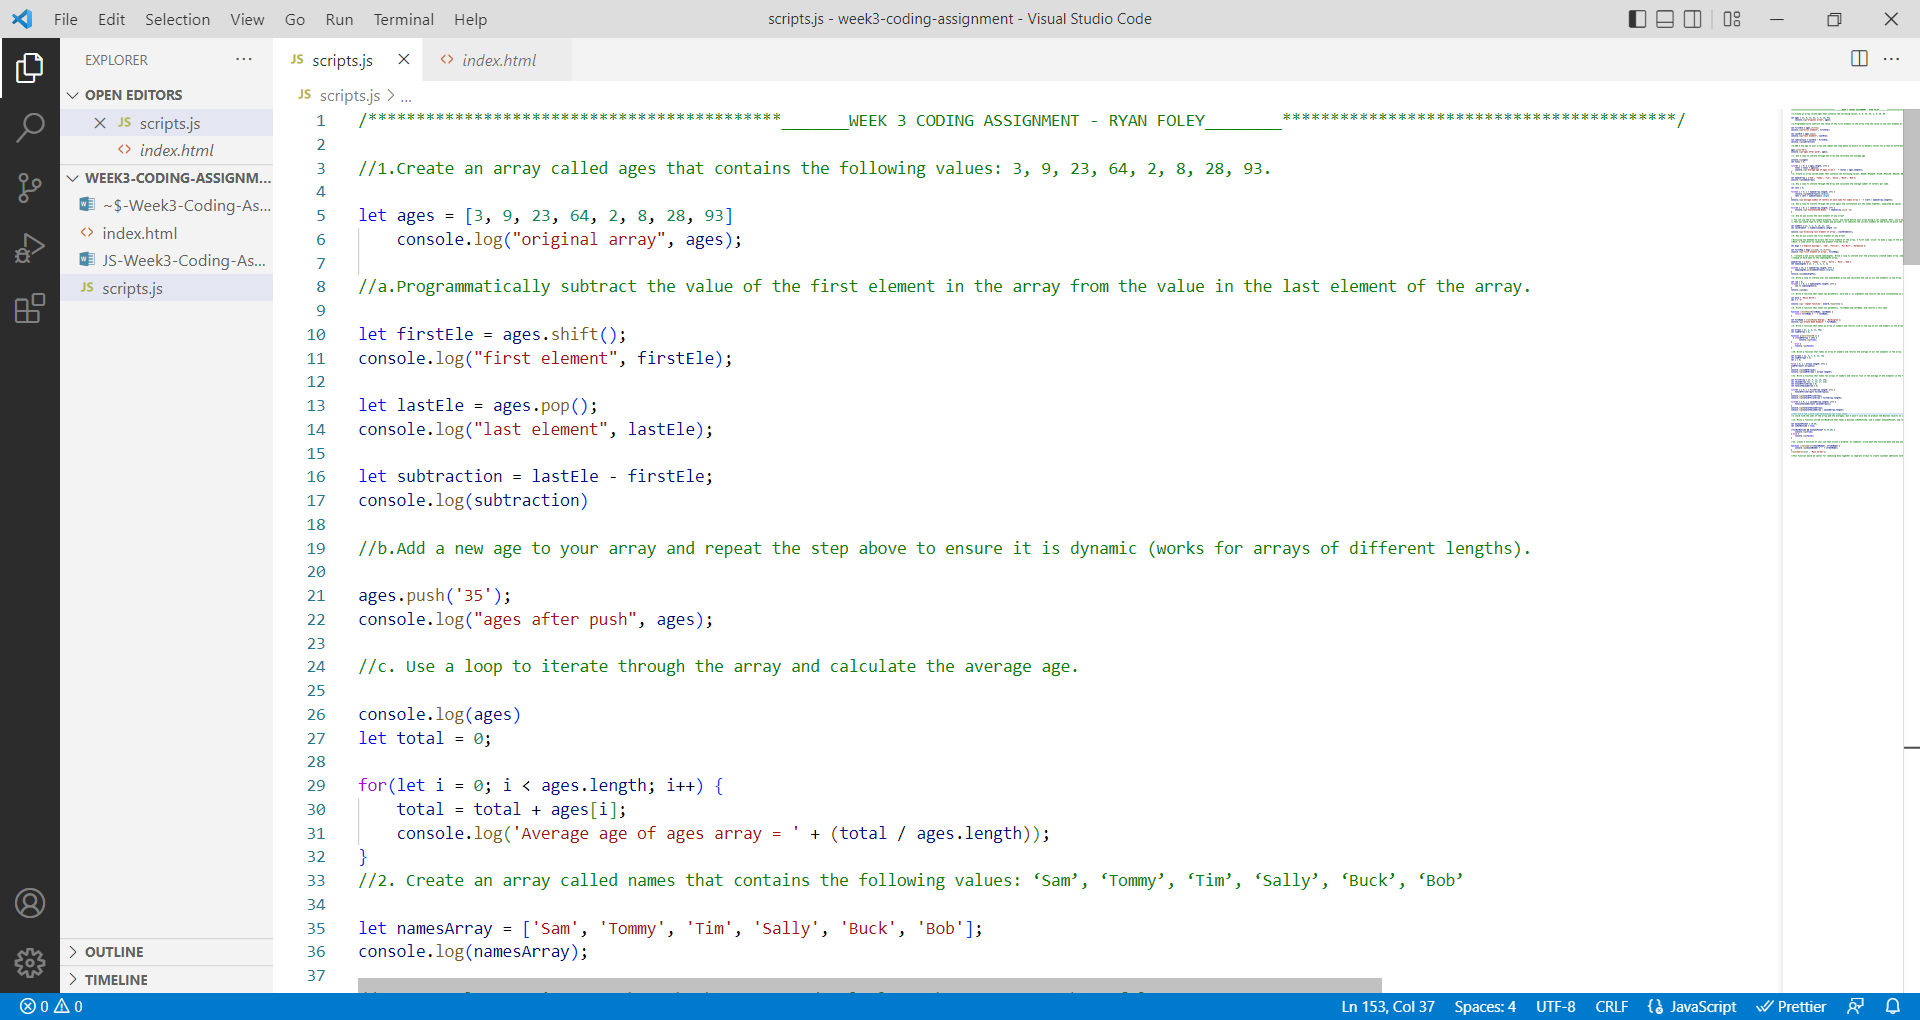 File Edit Selection View Go Run Terminal Help
scripts.js - week3-coding-assignment - Visual Studio Code
EXPLORER
OPEN EDITORS
JS scripts.js
index.html
WEEK3-CODING-ASSIGNM...
~$-Week3-Coding-As...
index.html
JS-Week3-Coding-As...
JS scripts.js
OUTLINE
TIMELINE
JS scripts.js
<> index.html
JS scripts.js > ...
1 /*******************************************_______WEEK 3 CODING ASSIGNMENT - RYAN FOLEY________*****************************************/
2
3 //1.Create an array called ages that contains the following values: 3, 9, 23, 64, 2, 8, 28, 93.
4
5 let ages = [3, 9, 23, 64, 2, 8, 28, 93]
6 console.log("original array", ages);
7
8 //a.Programmatically subtract the value of the first element in the array from the value in the last element of the array.
9
10 let firstEle = ages.shift();
11 console.log("first element", firstEle);
12
13 let lastEle = ages.pop();
14 console.log("last element", lastEle);
15
16 let subtraction = lastEle - firstEle;
17 console.log(subtraction)
18
19 //b.Add a new age to your array and repeat the step above to ensure it is dynamic (works for arrays of different lengths).
20
21 ages.push('35');
22 console.log("ages after push", ages);
23
24 //c. Use a loop to iterate through the array and calculate the average age.
25
26 console.log(ages)
27 let total = 0;
28
29 for(let i = 0; i < ages.length; i++) {
30 total = total + ages[i];
31 console.log('Average age of ages array = ' + (total / ages.length));
32 }
33 //2. Create an array called names that contains the following values: ‘Sam’, ‘Tommy’, ‘Tim’, ‘Sally’, ‘Buck’, ‘Bob’
34
35 let namesArray = ['Sam', 'Tommy', 'Tim', 'Sally', 'Buck', 'Bob'];
36 console.log(namesArray);
37
0 0
Ln 153, Col 37 Spaces: 4 UTF-8 CRLF JavaScript Prettier